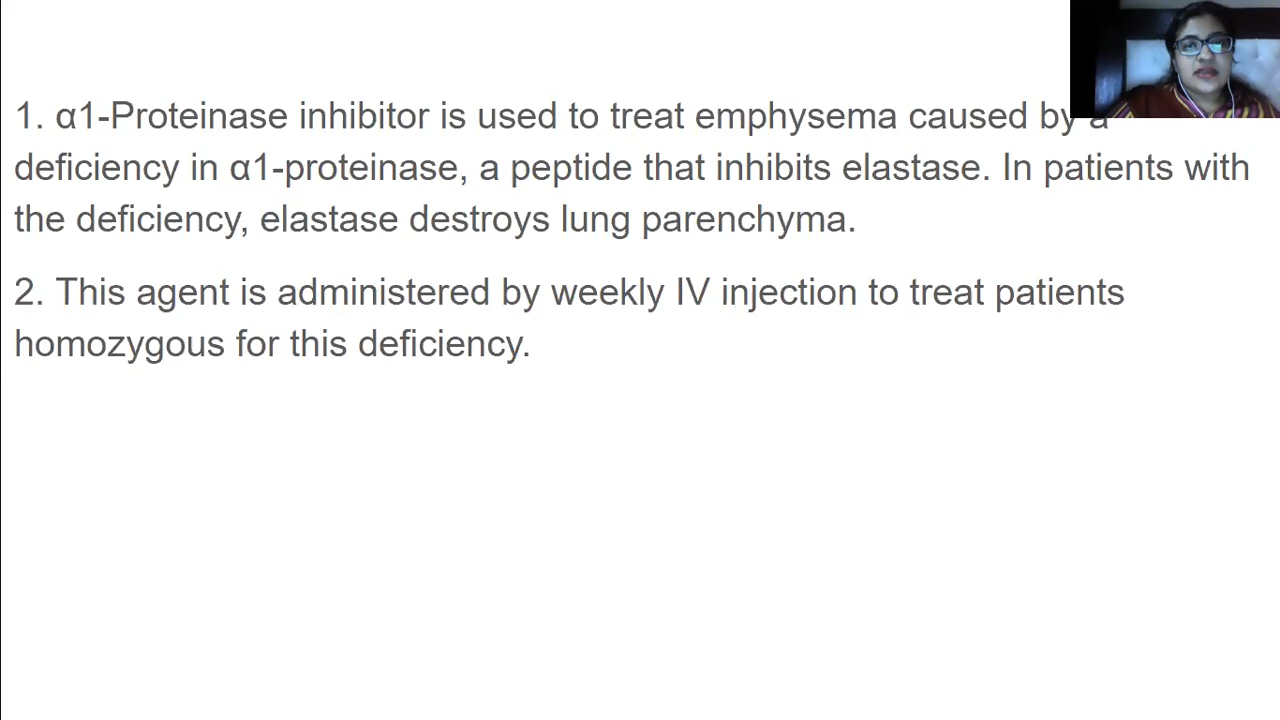 1. α1-Proteinase inhibitor is used to treat emphysema caused by a
deficiency in α1-proteinase, a peptide that inhibits elastase. In patients with
the deficiency, elastase destroys lung parenchyma.
2. This agent is administered by weekly IV injection to treat patients
homozygous for this deficiency.